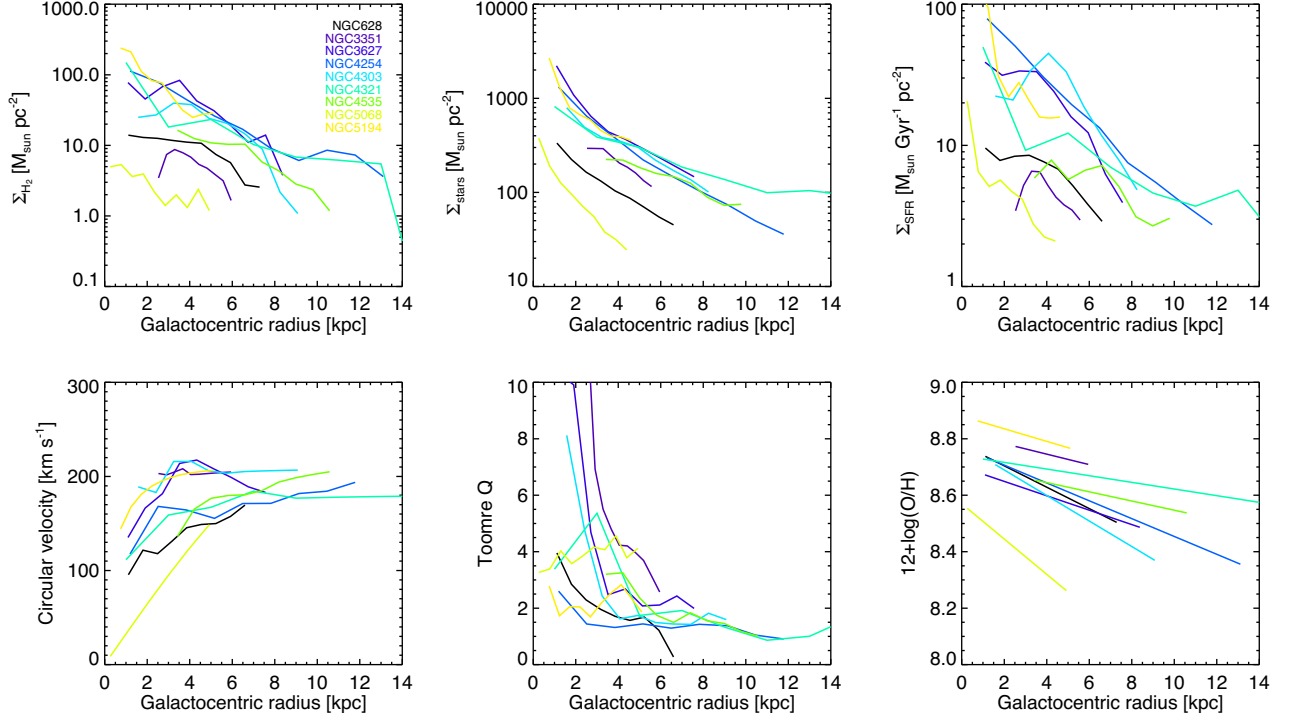 1000.0
100.0
10.0
1.0
0.1
Σ_H₂ [M_sun pc⁻²]
NGC628
NGC3351
NGC3627
NGC4254
NGC4303
NGC4321
NGC4535
NGC5068
NGC5194
0 2 4 6 8 10 12 14
Galactocentric radius [kpc]
10000
1000
100
10
Σ_stars [M_sun pc⁻²]
0 2 4 6 8 10 12 14
Galactocentric radius [kpc]
100
10
1
Σ_SFR [M_sun Gyr⁻¹ pc⁻²]
0 2 4 6 8 10 12 14
Galactocentric radius [kpc]
300
200
100
0
Circular velocity [km s⁻¹]
0 2 4 6 8 10 12 14
Galactocentric radius [kpc]
10
8
6
4
2
0
Toomre Q
0 2 4 6 8 10 12 14
Galactocentric radius [kpc]
9.0
8.8
8.6
8.4
8.2
8.0
12+log(O/H)
0 2 4 6 8 10 12 14
Galactocentric radius [kpc]